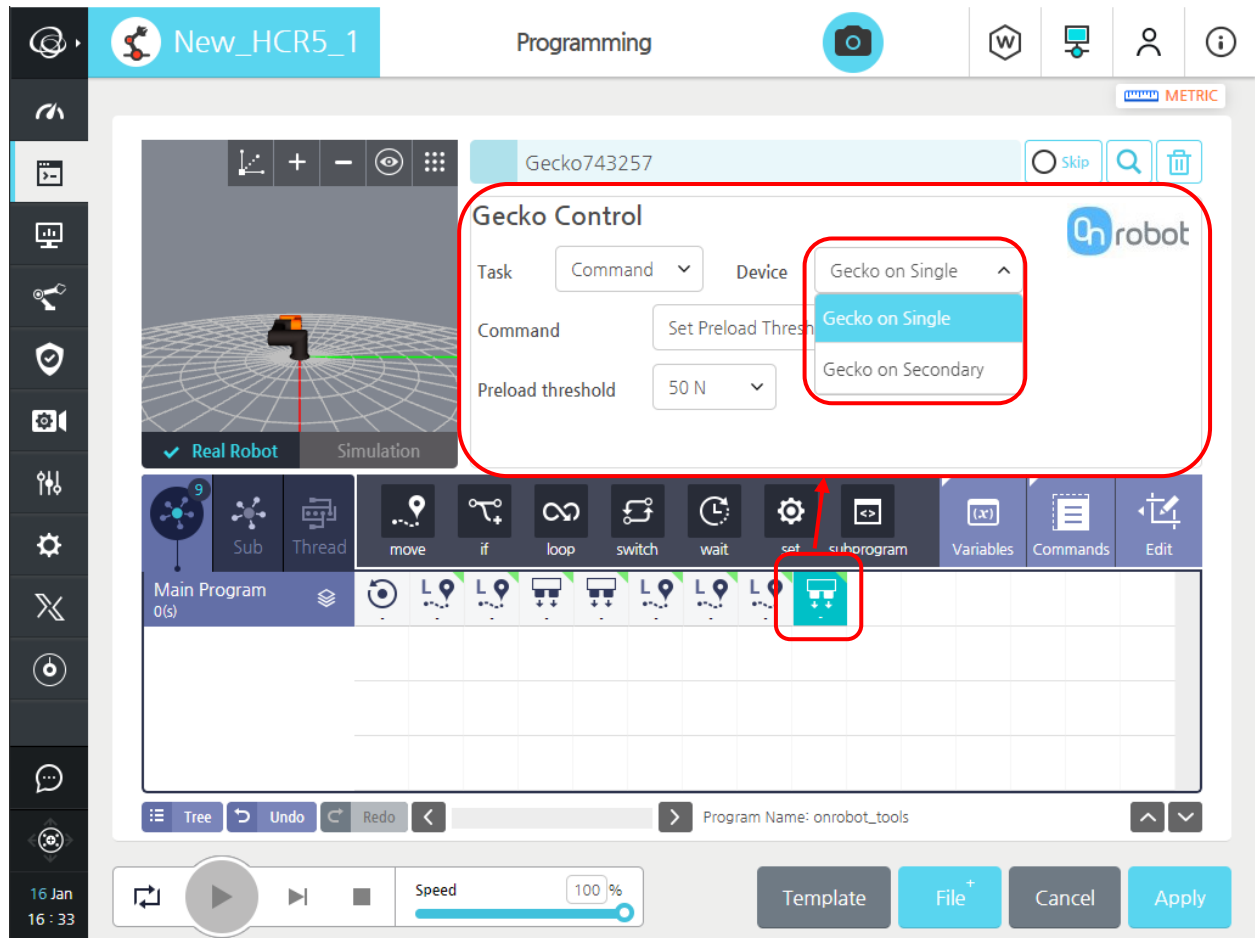 New_HCR5_1
Programming
W
METRIC
Gecko743257
Skip
Gecko Control
On robot
Task
Command
Device
Gecko on Single
Gecko on Single
Gecko on Secondary
Command
Set Preload Thresh
Preload threshold
50 N
Real Robot
Simulation
9
Sub
Thread
move
if
loop
switch
wait
set
subprogram
(x)
Variables
Commands
Edit
Main Program
0(s)
L
L
L
L
L
- - - - - - - -
Tree
Undo
Redo
Program Name: onrobot_tools
16 Jan
16 : 33
Speed
100 %
Template
File +
Cancel
Apply